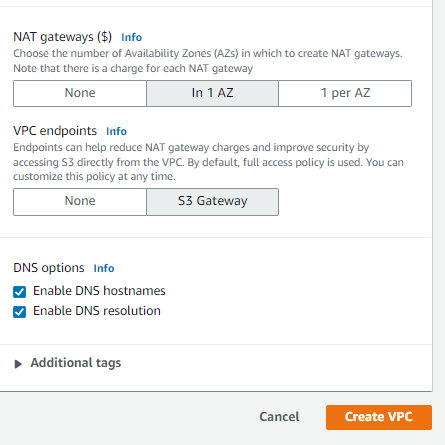 NAT gateways ($) Info
Choose the number of Availability Zones (AZs) in which to create NAT gateways.
Note that there is a charge for each NAT gateway
None In 1 AZ 1 per AZ
VPC endpoints Info
Endpoints can help reduce NAT gateway charges and improve security by
accessing S3 directly from the VPC. By default, full access policy is used. You can
customize this policy at any time.
None S3 Gateway
DNS options Info
Enable DNS hostnames
Enable DNS resolution
Additional tags
Cancel Create VPC